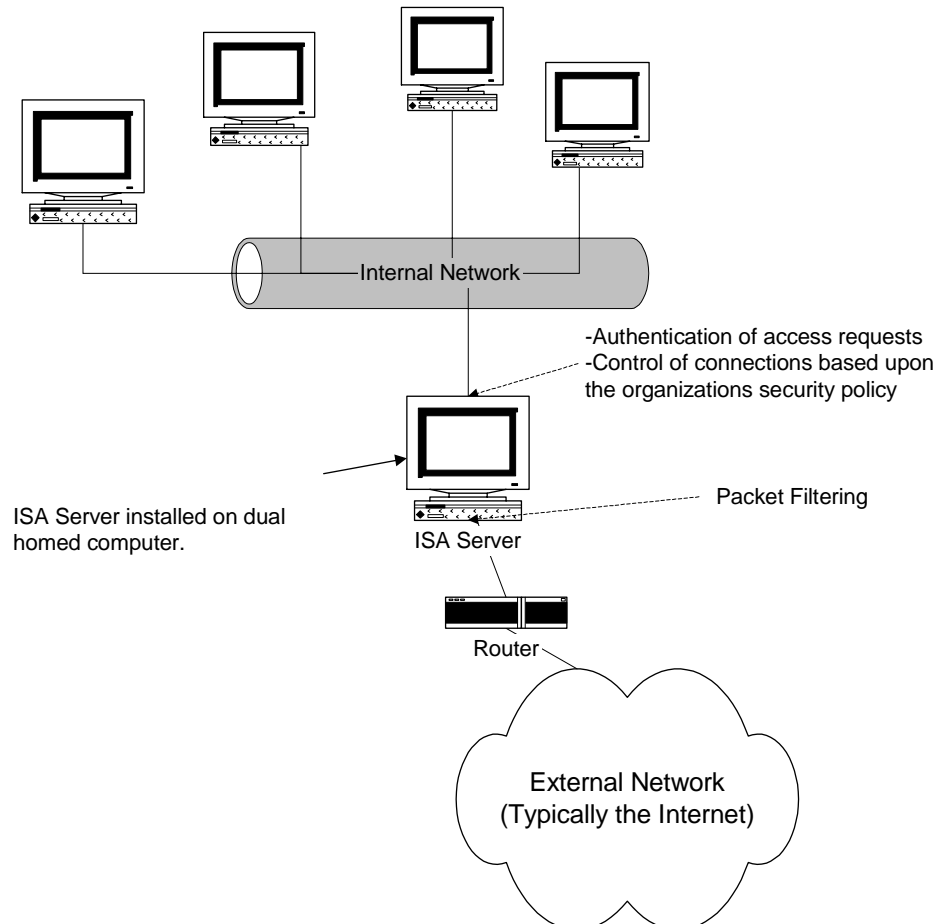 Internal Network
-Authentication of access requests
-Control of connections based upon
the organizations security policy
Packet Filtering
ISA Server installed on dual
homed computer.
ISA Server
Router
External Network
(Typically the Internet)